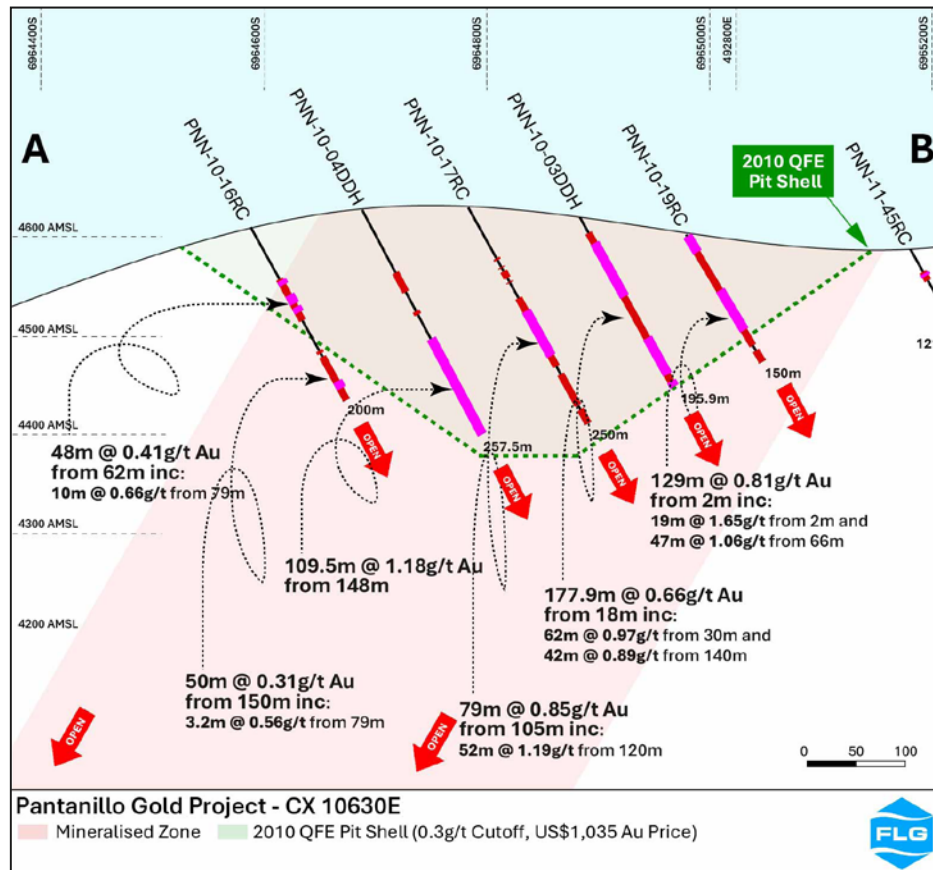 6964400S
6964600S
6964800S
6965000S
492800E
6965200S
A
B
PNN-10-16RC
PNN-10-04DDH
PNN-10-17RC
PNN-10-03DDH
PNN-10-19RC
PNN-11-45RC
2010 QFE
Pit Shell
4600 AMSL
4500 AMSL
4400 AMSL
4300 AMSL
4200 AMSL
200m
257.5m
250m
195.9m
150m
12
OPEN
OPEN
OPEN
OPEN
OPEN
48m @ 0.41g/t Au
from 62m inc:
10m @ 0.66g/t from 79m
109.5m @ 1.18g/t Au
from 148m
129m @ 0.81g/t Au
from 2m inc:
19m @ 1.65g/t from 2m and
47m @ 1.06g/t from 66m
177.9m @ 0.66g/t Au
from 18m inc:
62m @ 0.97g/t from 30m and
42m @ 0.89g/t from 140m
50m @ 0.31g/t Au
from 150m inc:
3.2m @ 0.56g/t from 79m
79m @ 0.85g/t Au
from 105m inc:
52m @ 1.19g/t from 120m
OPEN
OPEN
0 50 100
Pantanillo Gold Project - CX 10630E
Mineralised Zone 2010 QFE Pit Shell (0.3g/t Cutoff, US$1,035 Au Price)
FLG